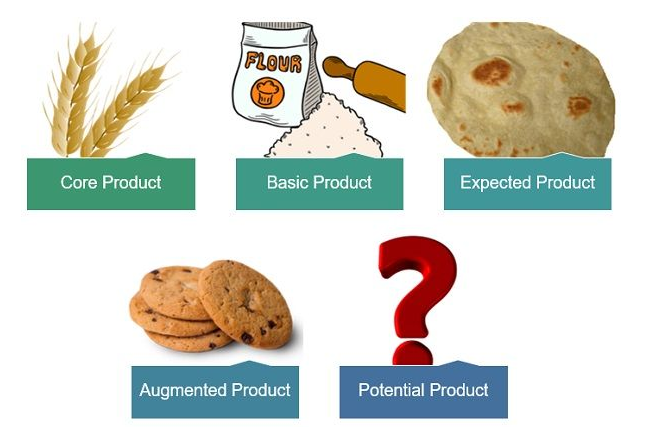 FLOUR
Core Product
Basic Product
Expected Product
Augmented Product
?
Potential Product